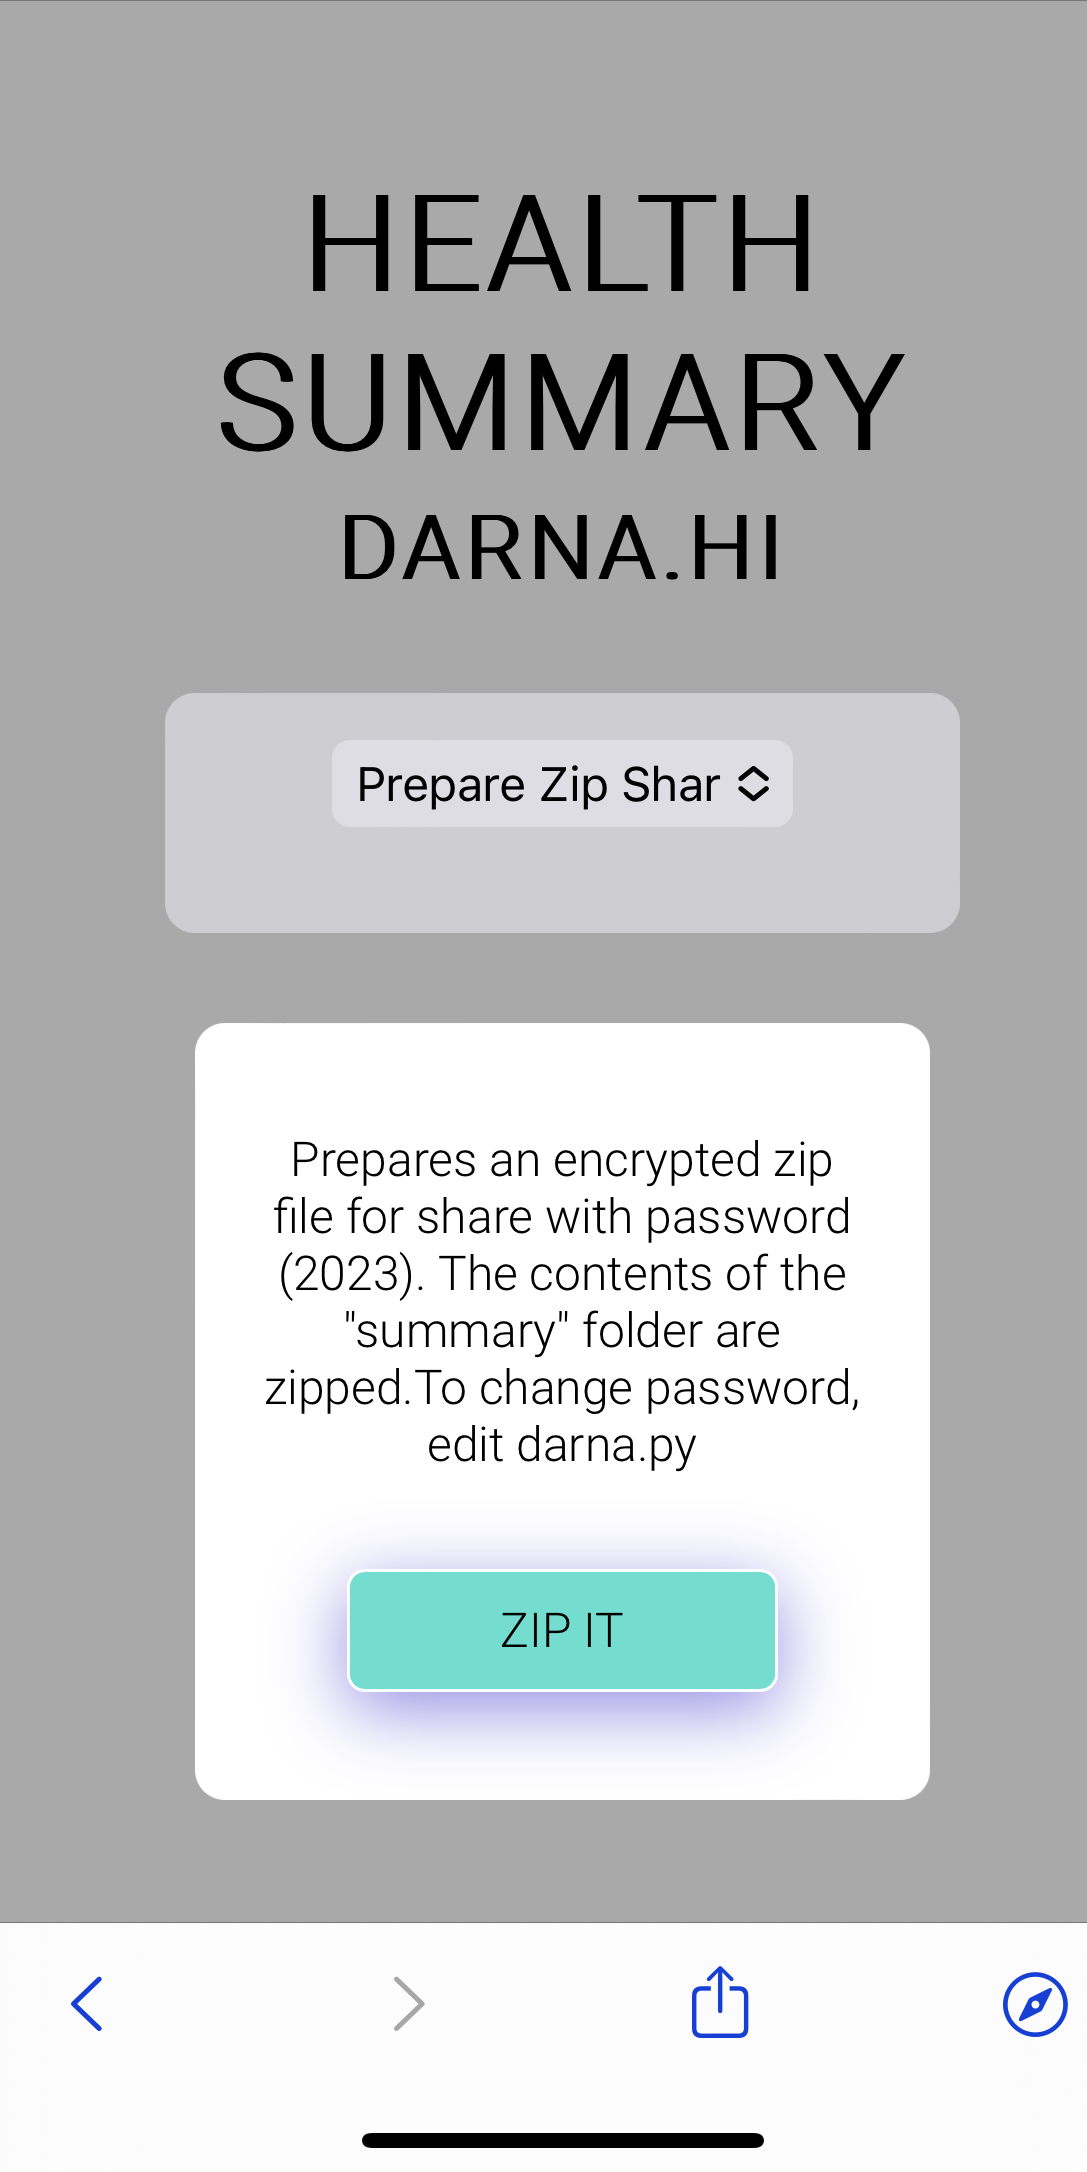 HEALTH
SUMMARY
DARNA.HI
Prepare Zip Shar
Prepares an encrypted zip
file for share with password
(2023). The contents of the
"summary" folder are
zipped.To change password,
edit darna.py
ZIP IT